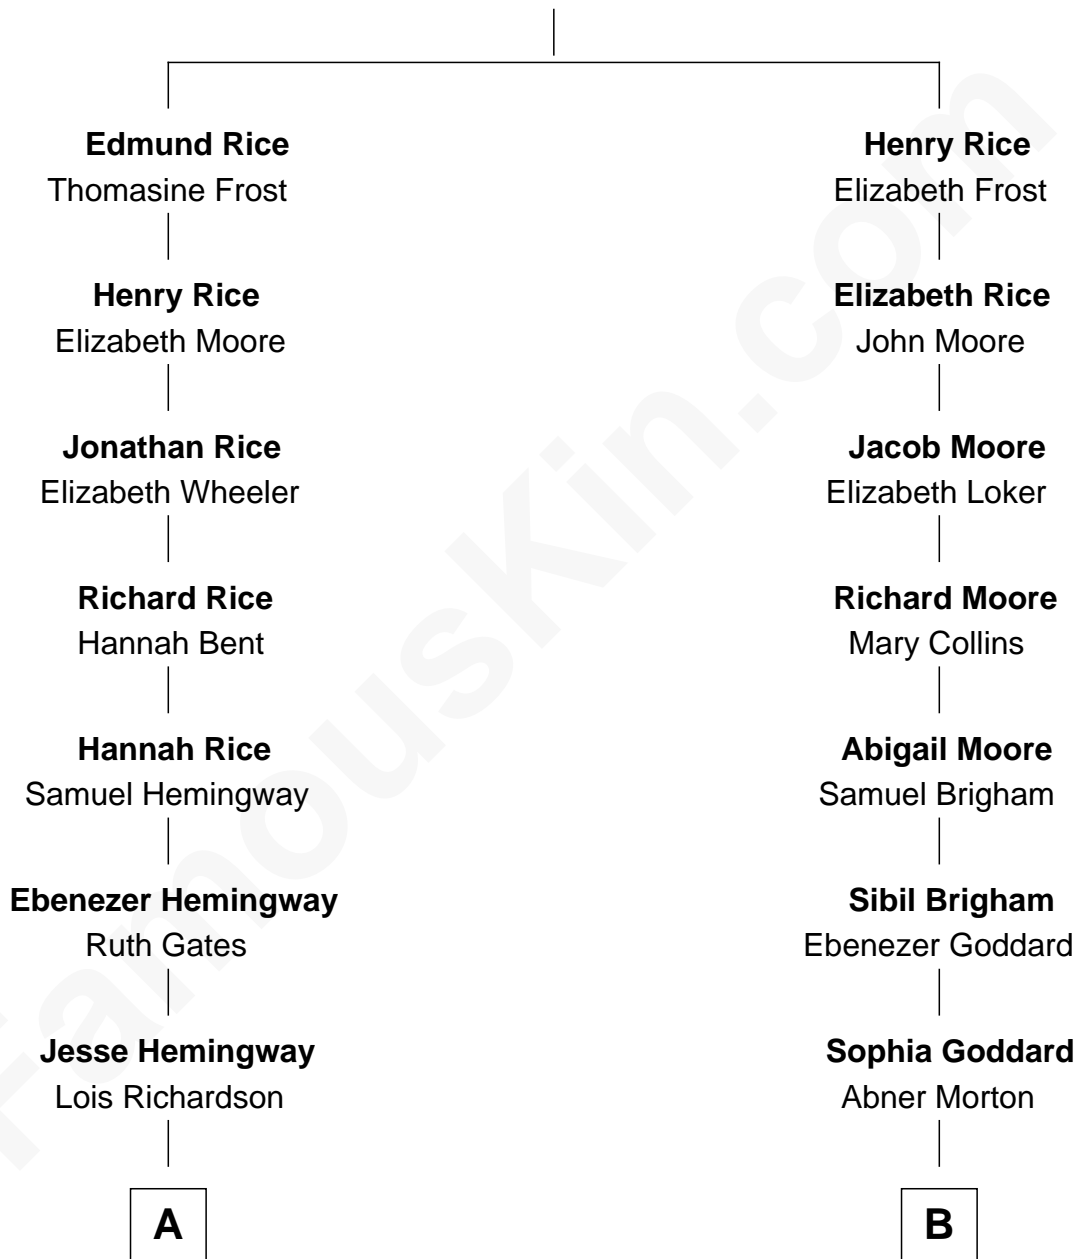 Edmund Rice
Thomasine Frost
Henry Rice
Elizabeth Moore
Jonathan Rice
Elizabeth Wheeler
Richard Rice
Hannah Bent
Hannah Rice
Samuel Hemingway
Ebenezer Hemingway
Ruth Gates
Jesse Hemingway
Lois Richardson
A
Henry Rice
Elizabeth Frost
Elizabeth Rice
John Moore
Jacob Moore
Elizabeth Loker
Richard Moore
Mary Collins
Abigail Moore
Samuel Brigham
Sibil Brigham
Ebenezer Goddard
Sophia Goddard
Abner Morton
B
FamousKin.com